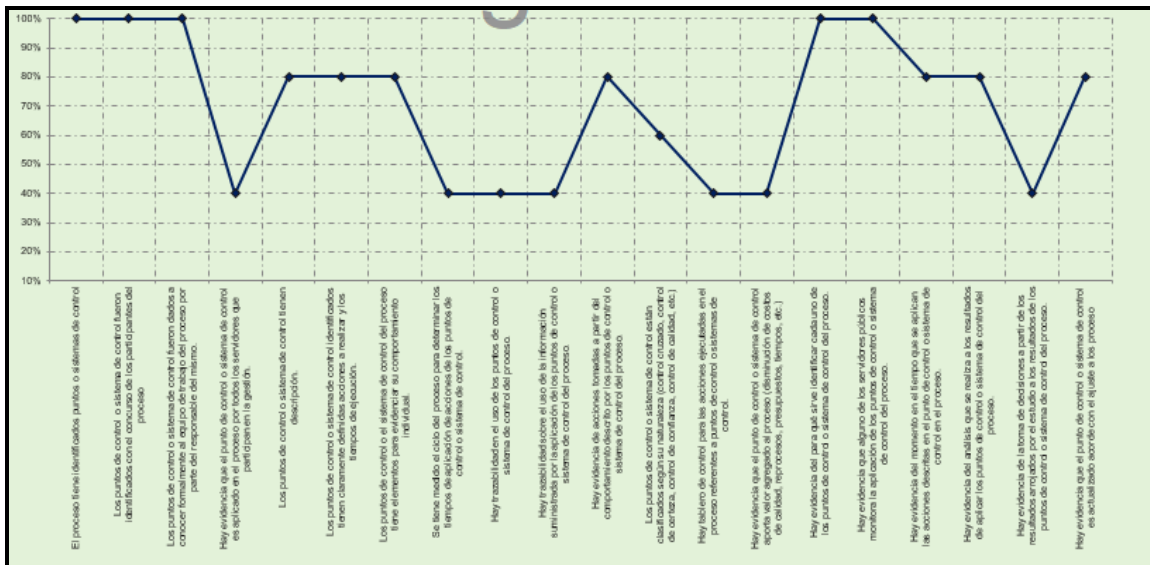 100%
90%
80%
70%
60%
50%
40%
30%
20%
10%
El proceso tiene identificados puntos o sistemas de control
Los puntos de control o sistema de control fueron
identificados con el concurso de los participantes del
proceso
Los puntos de control o sistema de control fueron dados a
conocer formalmente al equipo de trabajo del proceso por
parte del responsable del mismo.
Hay evidencia que el punto de control o sistema de control
es aplicado en el proceso por todos los servidores que
participan en la gestión.
Los puntos de control o sistema de control tienen
descripción.
Los puntos de control o sistema de control identificados
tienen claramente definidas acciones a realizar y los
tiempos de ejecución.
Los puntos de control o el sistema de control del proceso
tiene elementos para evidenciar su comportamiento
individual.
Se tiene medido el ciclo del proceso para determinar los
tiempos de aplicación de acciones de los puntos de
control o sistema de control.
Hay trazabilidad en el uso de los puntos de control o
sistema de control del proceso.
Hay trazabilidad sobre el uso de la información
suministrada por la aplicación de los puntos de control o
sistema de control del proceso.
Hay evidencia de acciones tomadas a partir del
comportamiento descrito por los puntos de control o
sistema de control del proceso.
Los puntos de control o sistema de control están
clasificados según su naturaleza (control cruzado, control
de certeza, control de confianza, control de calidad, etc.)
Hay tablero de control para las acciones ejecutadas en el
proceso referentes a puntos de control o sistemas de
control.
Hay evidencia que el punto de control o sistema de control
aporta valor agregado al proceso (disminución de costos
de calidad, reprocesos, presupuestos, tiempos, etc.)
Hay evidencia del para qué sirve identificar cada uno de
los puntos de control o sistema de control del proceso.
Hay evidencia que alguno de los servidores públicos
monitora la aplicación de los puntos de control o sistema
de control del proceso.
Hay evidencia del momento en el tiempo que se aplican
las acciones descritas en el punto de control o sistema de
control en el proceso.
Hay evidencia del análisis que se realiza a los resultados
de aplicar los puntos de control o sistema de control del
proceso.
Hay evidencia de la toma de decisiones a partir de los
resultados arrojados por el estudio a los resultados de los
puntos de control o sistema de control del proceso.
Hay evidencia que el punto de control o sistema de control
es actualizado acorde con el ajuste a los proceso